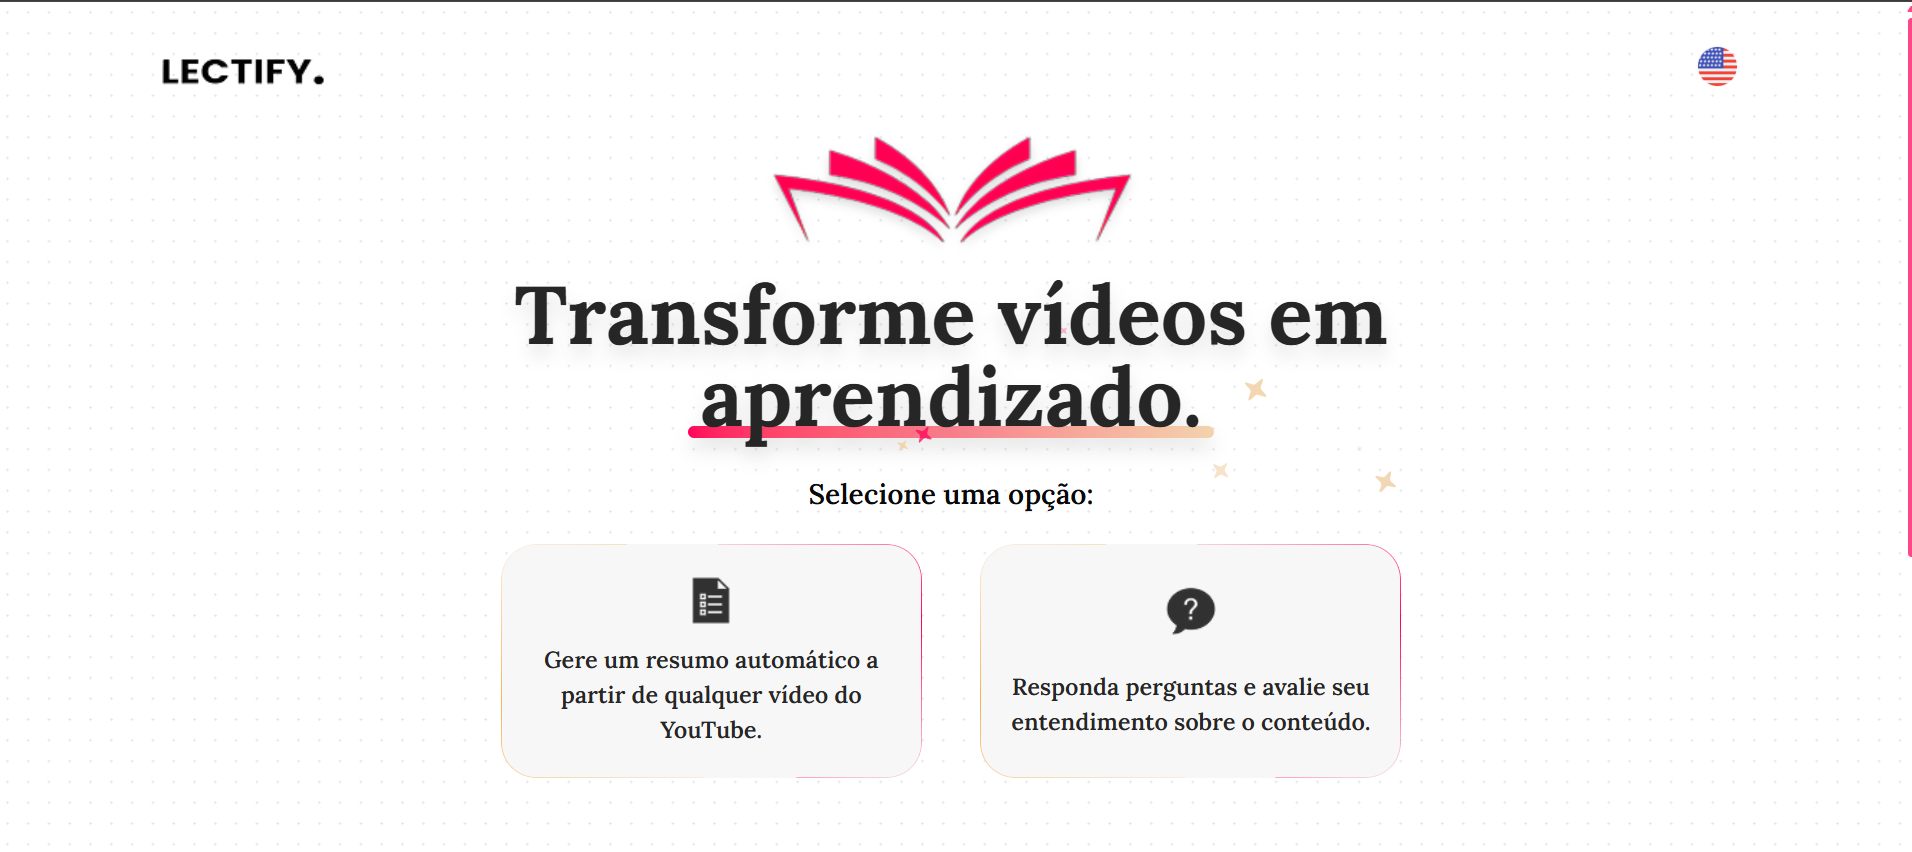 LECTIFY.
Transforme vídeos em
aprendizado.
Selecione uma opção:
Gere um resumo automático a
partir de qualquer vídeo do
YouTube.
?
Responda perguntas e avalie seu
entendimento sobre o conteúdo.